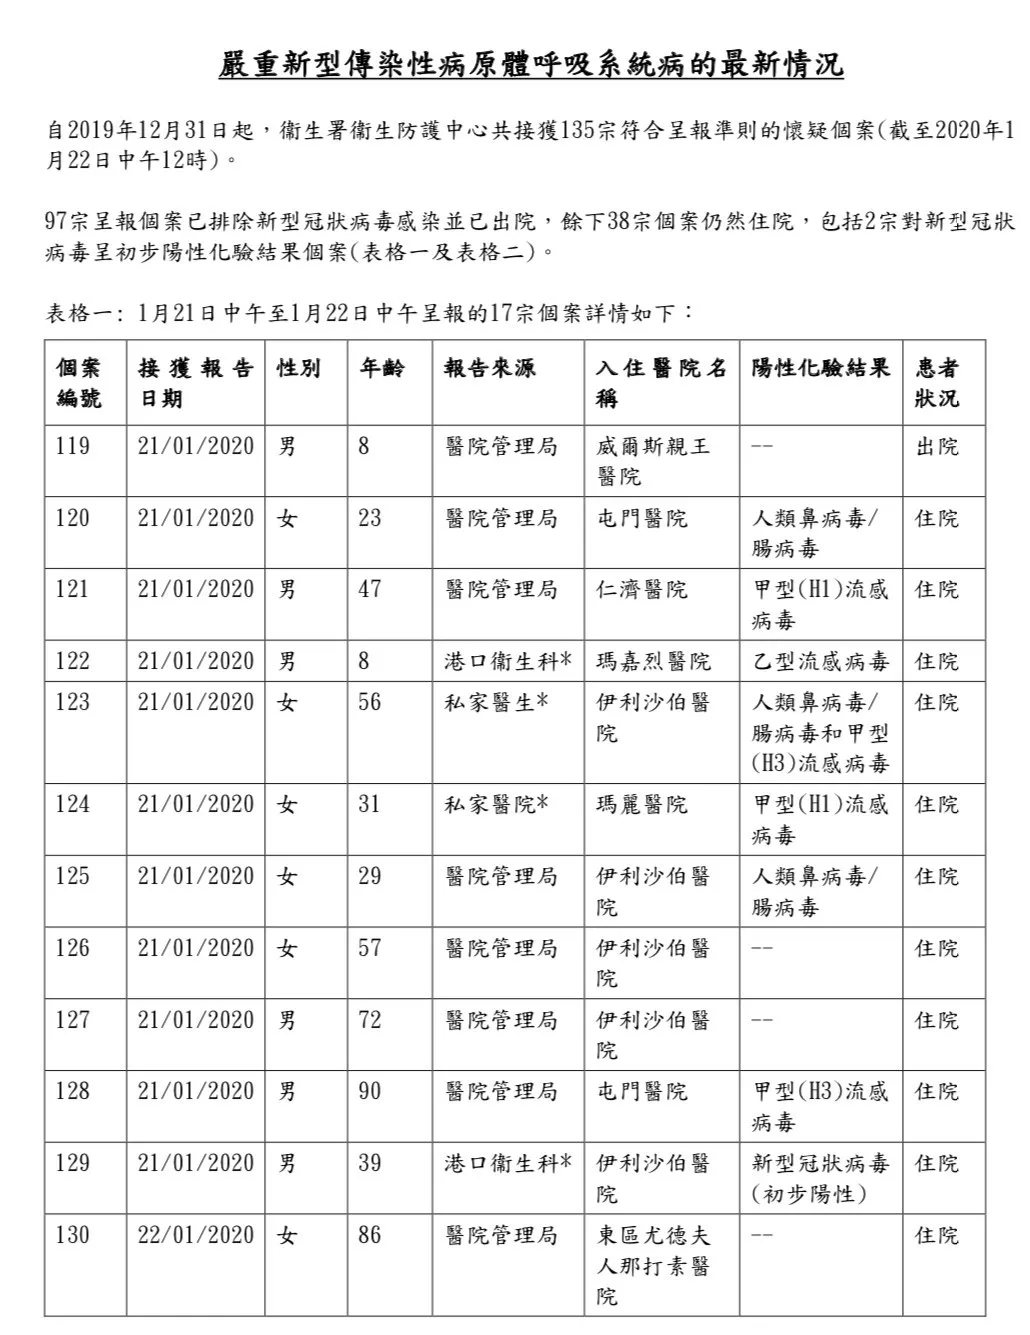 嚴重新型傳染性病原體呼吸系統病的最新情況
自2019年12月31日起，衞生署衞生防護中心共接獲135宗符合呈報準則的懷疑個案(截至2020年1
月22日中午12時)。
97宗呈報個案已排除新型冠狀病毒感染並已出院，餘下38宗個案仍然住院，包括2宗對新型冠狀
病毒呈初步陽性化驗結果個案(表格一及表格二)。
表格一: 1月21日中午至1月22日中午呈報的17宗個案詳情如下：
個案 接獲報告 性別 年齡 報告來源 入住醫院名 陽性化驗結果 患者
編號 日期 稱 狀況
119 21/01/2020 男 8 醫院管理局 威爾斯親王 -- 出院
醫院
120 21/01/2020 女 23 醫院管理局 屯門醫院 人類鼻病毒/ 住院
腸病毒
121 21/01/2020 男 47 醫院管理局 仁濟醫院 甲型(H1)流感 住院
病毒
122 21/01/2020 男 8 港口衞生科* 瑪嘉烈醫院 乙型流感病毒 住院
123 21/01/2020 女 56 私家醫生* 伊利沙伯醫 人類鼻病毒/ 住院
院 腸病毒和甲型
(H3)流感病毒
124 21/01/2020 女 31 私家醫院* 瑪麗醫院 甲型(H1)流感 住院
病毒
125 21/01/2020 女 29 醫院管理局 伊利沙伯醫 人類鼻病毒/ 住院
院 腸病毒
126 21/01/2020 女 57 醫院管理局 伊利沙伯醫 -- 住院
院
127 21/01/2020 男 72 醫院管理局 伊利沙伯醫 -- 住院
院
128 21/01/2020 男 90 醫院管理局 屯門醫院 甲型(H3)流感 住院
病毒
129 21/01/2020 男 39 港口衞生科* 伊利沙伯醫 新型冠狀病毒 住院
院 (初步陽性)
130 22/01/2020 女 86 醫院管理局 東區尤德夫 -- 住院
人那打素醫
院